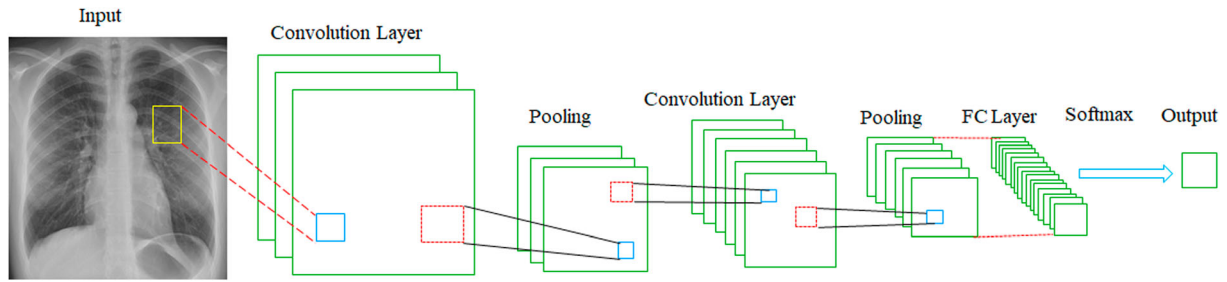 Input
Convolution Layer
Pooling
Convolution Layer
Pooling
FC Layer
Softmax
Output